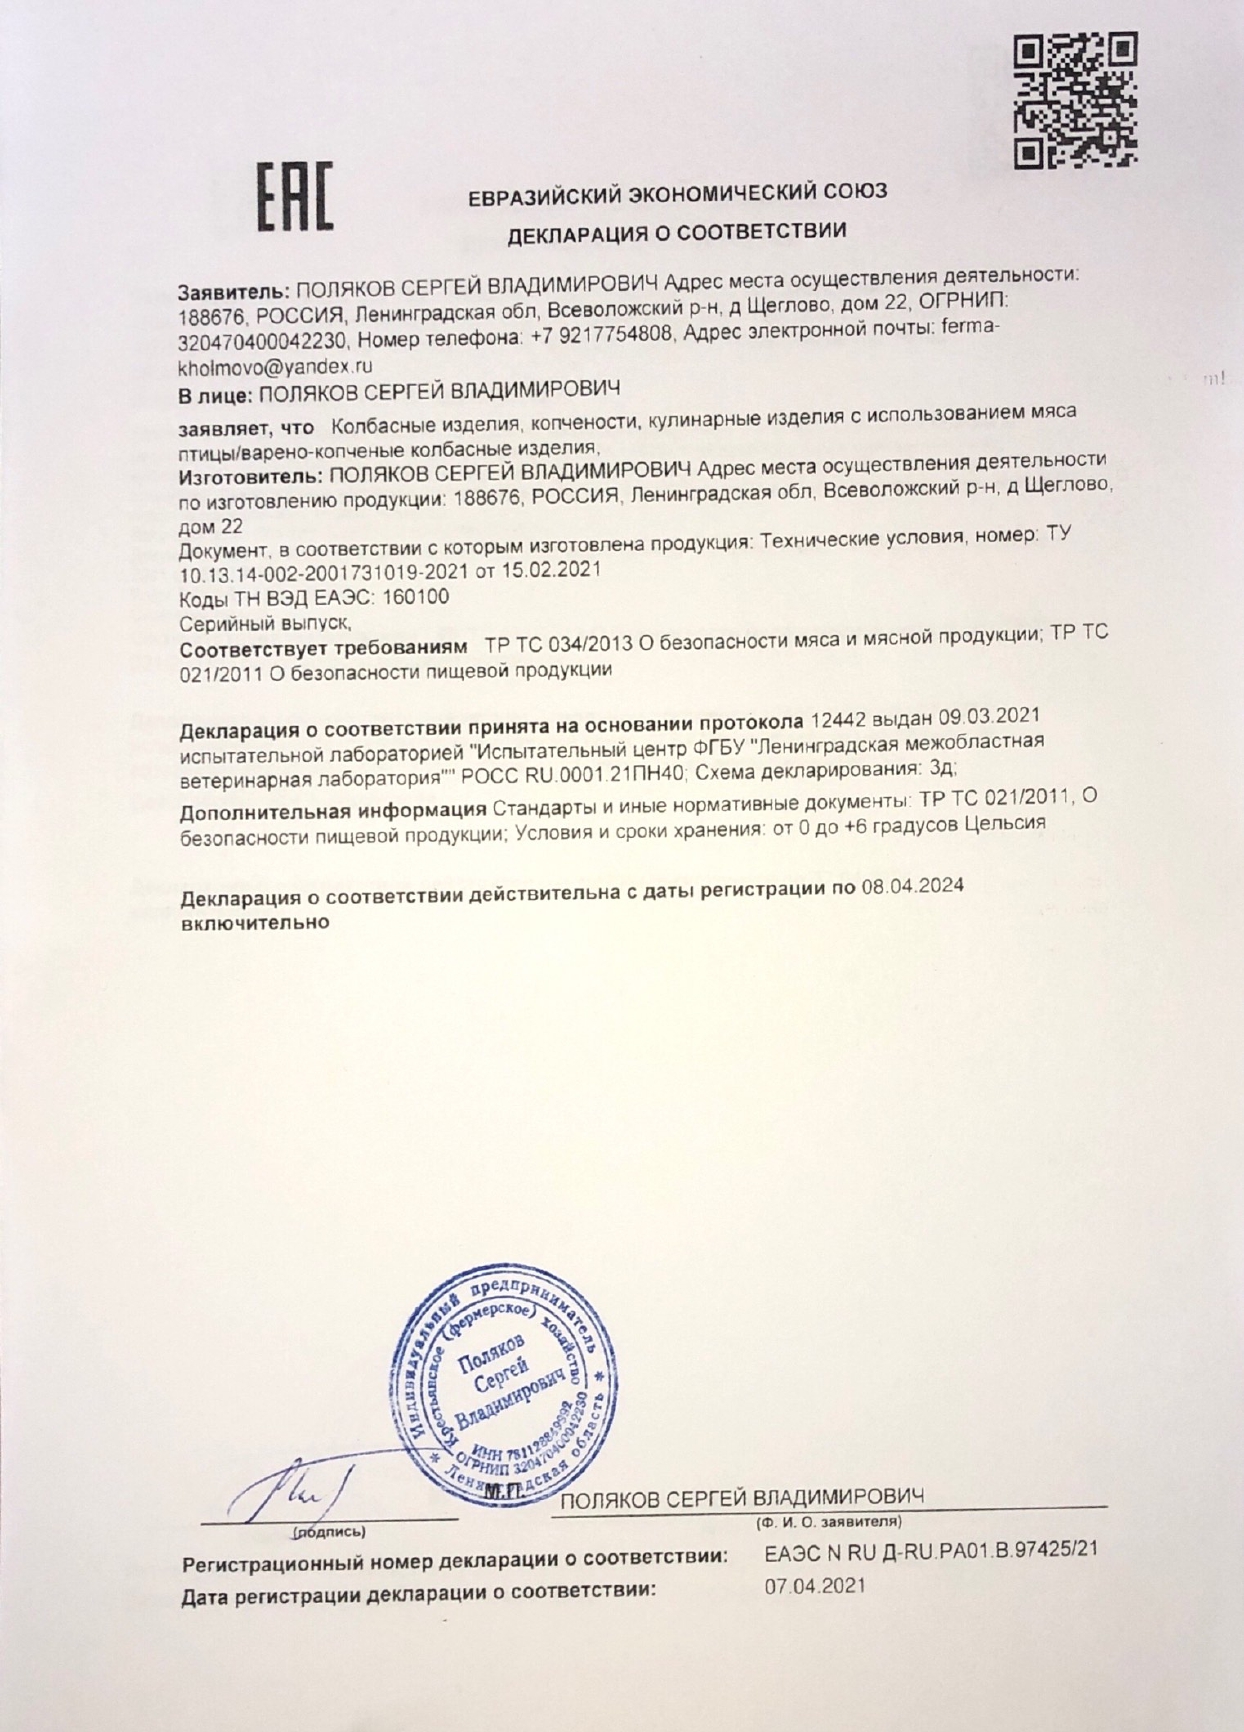 ЕАС
ЕВРАЗИЙСКИЙ ЭКОНОМИЧЕСКИЙ СОЮЗ
ДЕКЛАРАЦИЯ О СООТВЕТСТВИИ
Заявитель: ПОЛЯКОВ СЕРГЕЙ ВЛАДИМИРОВИЧ Адрес места осуществления деятельности:
188676, РОССИЯ, Ленинградская обл, Всеволожский р-н, д Щеглово, дом 22, ОГРНИП:
320470400042230, Номер телефона: +7 9217754808, Адрес электронной почты: ferma-
kholmovo@yandex.ru
В лице: ПОЛЯКОВ СЕРГЕЙ ВЛАДИМИРОВИЧ
заявляет, что Колбасные изделия, копчености, кулинарные изделия с использованием мяса
птицы/варено-копченые колбасные изделия,
Изготовитель: ПОЛЯКОВ СЕРГЕЙ ВЛАДИМИРОВИЧ Адрес места осуществления деятельности
по изготовлению продукции: 188676, РОССИЯ, Ленинградская обл, Всеволожский р-н, д Щеглово,
дом 22
Документ, в соответствии с которым изготовлена продукция: Технические условия, номер: ТУ
10.13.14-002-2001731019-2021 от 15.02.2021
Коды ТН ВЭД ЕАЭС: 160100
Серийный выпуск,
Соответствует требованиям ТР ТС 034/2013 О безопасности мяса и мясной продукции; ТР ТС
021/2011 О безопасности пищевой продукции
Декларация о соответствии принята на основании протокола 12442 выдан 09.03.2021
испытательной лабораторией "Испытательный центр ФГБУ "Ленинградская межобластная
ветеринарная лаборатория"" РОСС RU.0001.21ПН40; Схема декларирования: 3д;
Дополнительная информация Стандарты и иные нормативные документы: ТР ТС 021/2011, О
безопасности пищевой продукции; Условия и сроки хранения: от 0 до +6 градусов Цельсия
Декларация о соответствии действительна с даты регистрации по 08.04.2024
включительно
Индивидуальный предприниматель * Ленинградская область *
Крестьянское (фермерское) хозяйство
Поляков
Сергей
Владимирович
ИНН
ОГРНИП 320470400042230
М.П.
ПОЛЯКОВ СЕРГЕЙ ВЛАДИМИРОВИЧ
(подпись)
(Ф. И. О. заявителя)
Регистрационный номер декларации о соответствии: ЕАЭС N RU Д-RU.РА01.В.97425/21
Дата регистрации декларации о соответствии: 07.04.2021